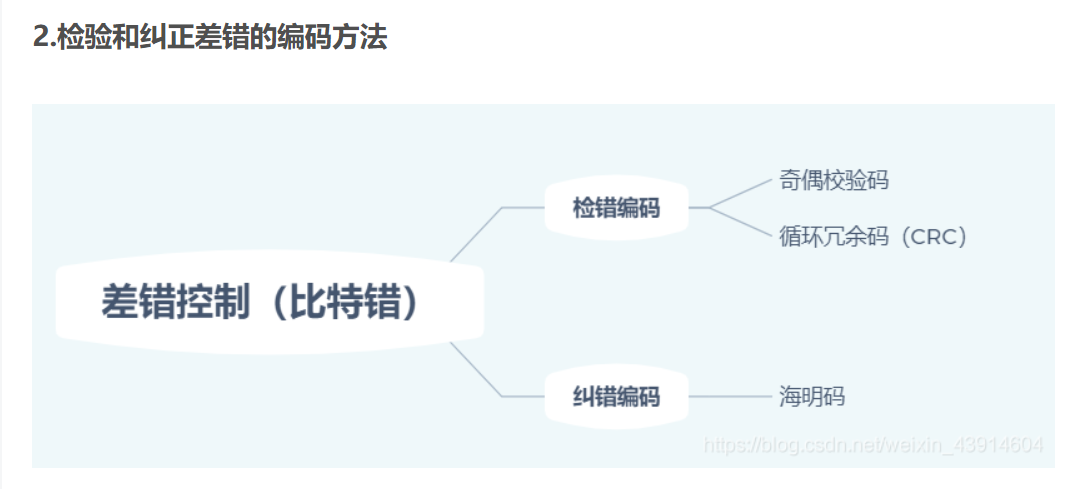 2.检验和纠正差错的编码方法
差错控制（比特错）
检错编码
奇偶校验码
循环冗余码（CRC）
纠错编码
海明码
https://blog.csdn.net/weixin_43914604